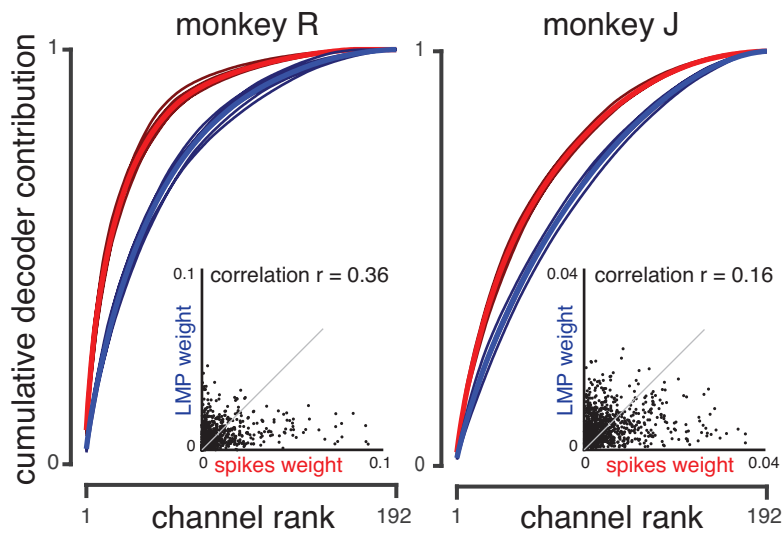 monkey R
monkey J
cumulative decoder contribution
1
0
0.1
correlation r = 0.36
LMP weight
0
0
spikes weight
0.1
1
192
channel rank
1
0
0.04
correlation r = 0.16
LMP weight
0
0
spikes weight
0.04
1
192
channel rank